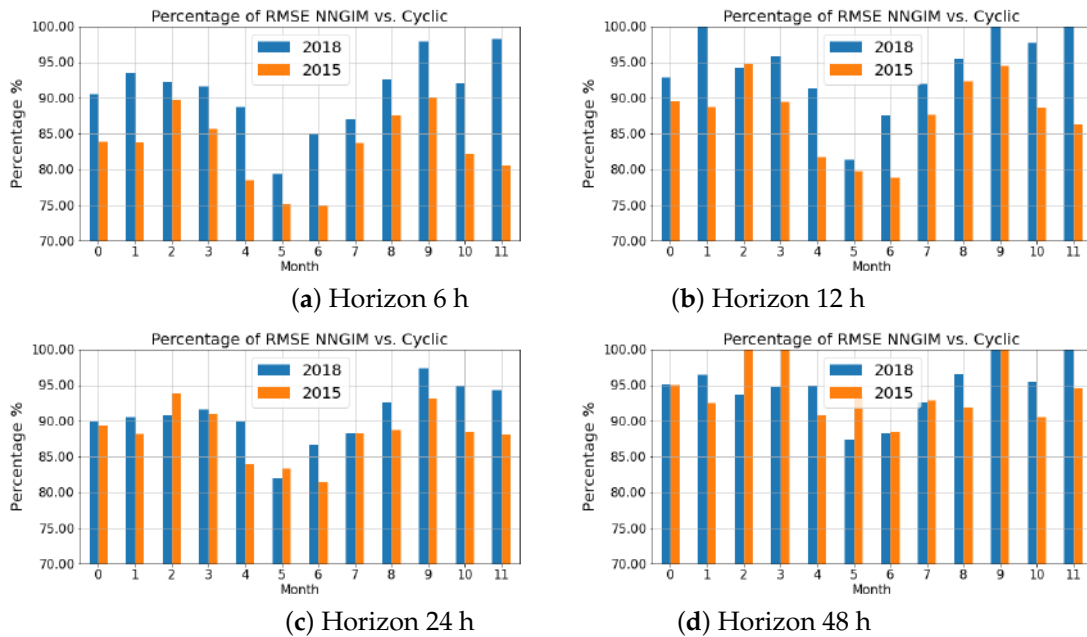 Percentage of RMSE NNGIM vs. Cyclic
100.00
95.00
90.00
85.00
80.00
75.00
70.00
Percentage %
2018
2015
0 1 2 3 4 5 6 7 8 9 10 11
Month
(a) Horizon 6 h
Percentage of RMSE NNGIM vs. Cyclic
100.00
95.00
90.00
85.00
80.00
75.00
70.00
Percentage %
2018
2015
0 1 2 3 4 5 6 7 8 9 10 11
Month
(b) Horizon 12 h
Percentage of RMSE NNGIM vs. Cyclic
100.00
95.00
90.00
85.00
80.00
75.00
70.00
Percentage %
2018
2015
0 1 2 3 4 5 6 7 8 9 10 11
Month
(c) Horizon 24 h
Percentage of RMSE NNGIM vs. Cyclic
100.00
95.00
90.00
85.00
80.00
75.00
70.00
Percentage %
2018
2015
0 1 2 3 4 5 6 7 8 9 10 11
Month
(d) Horizon 48 h